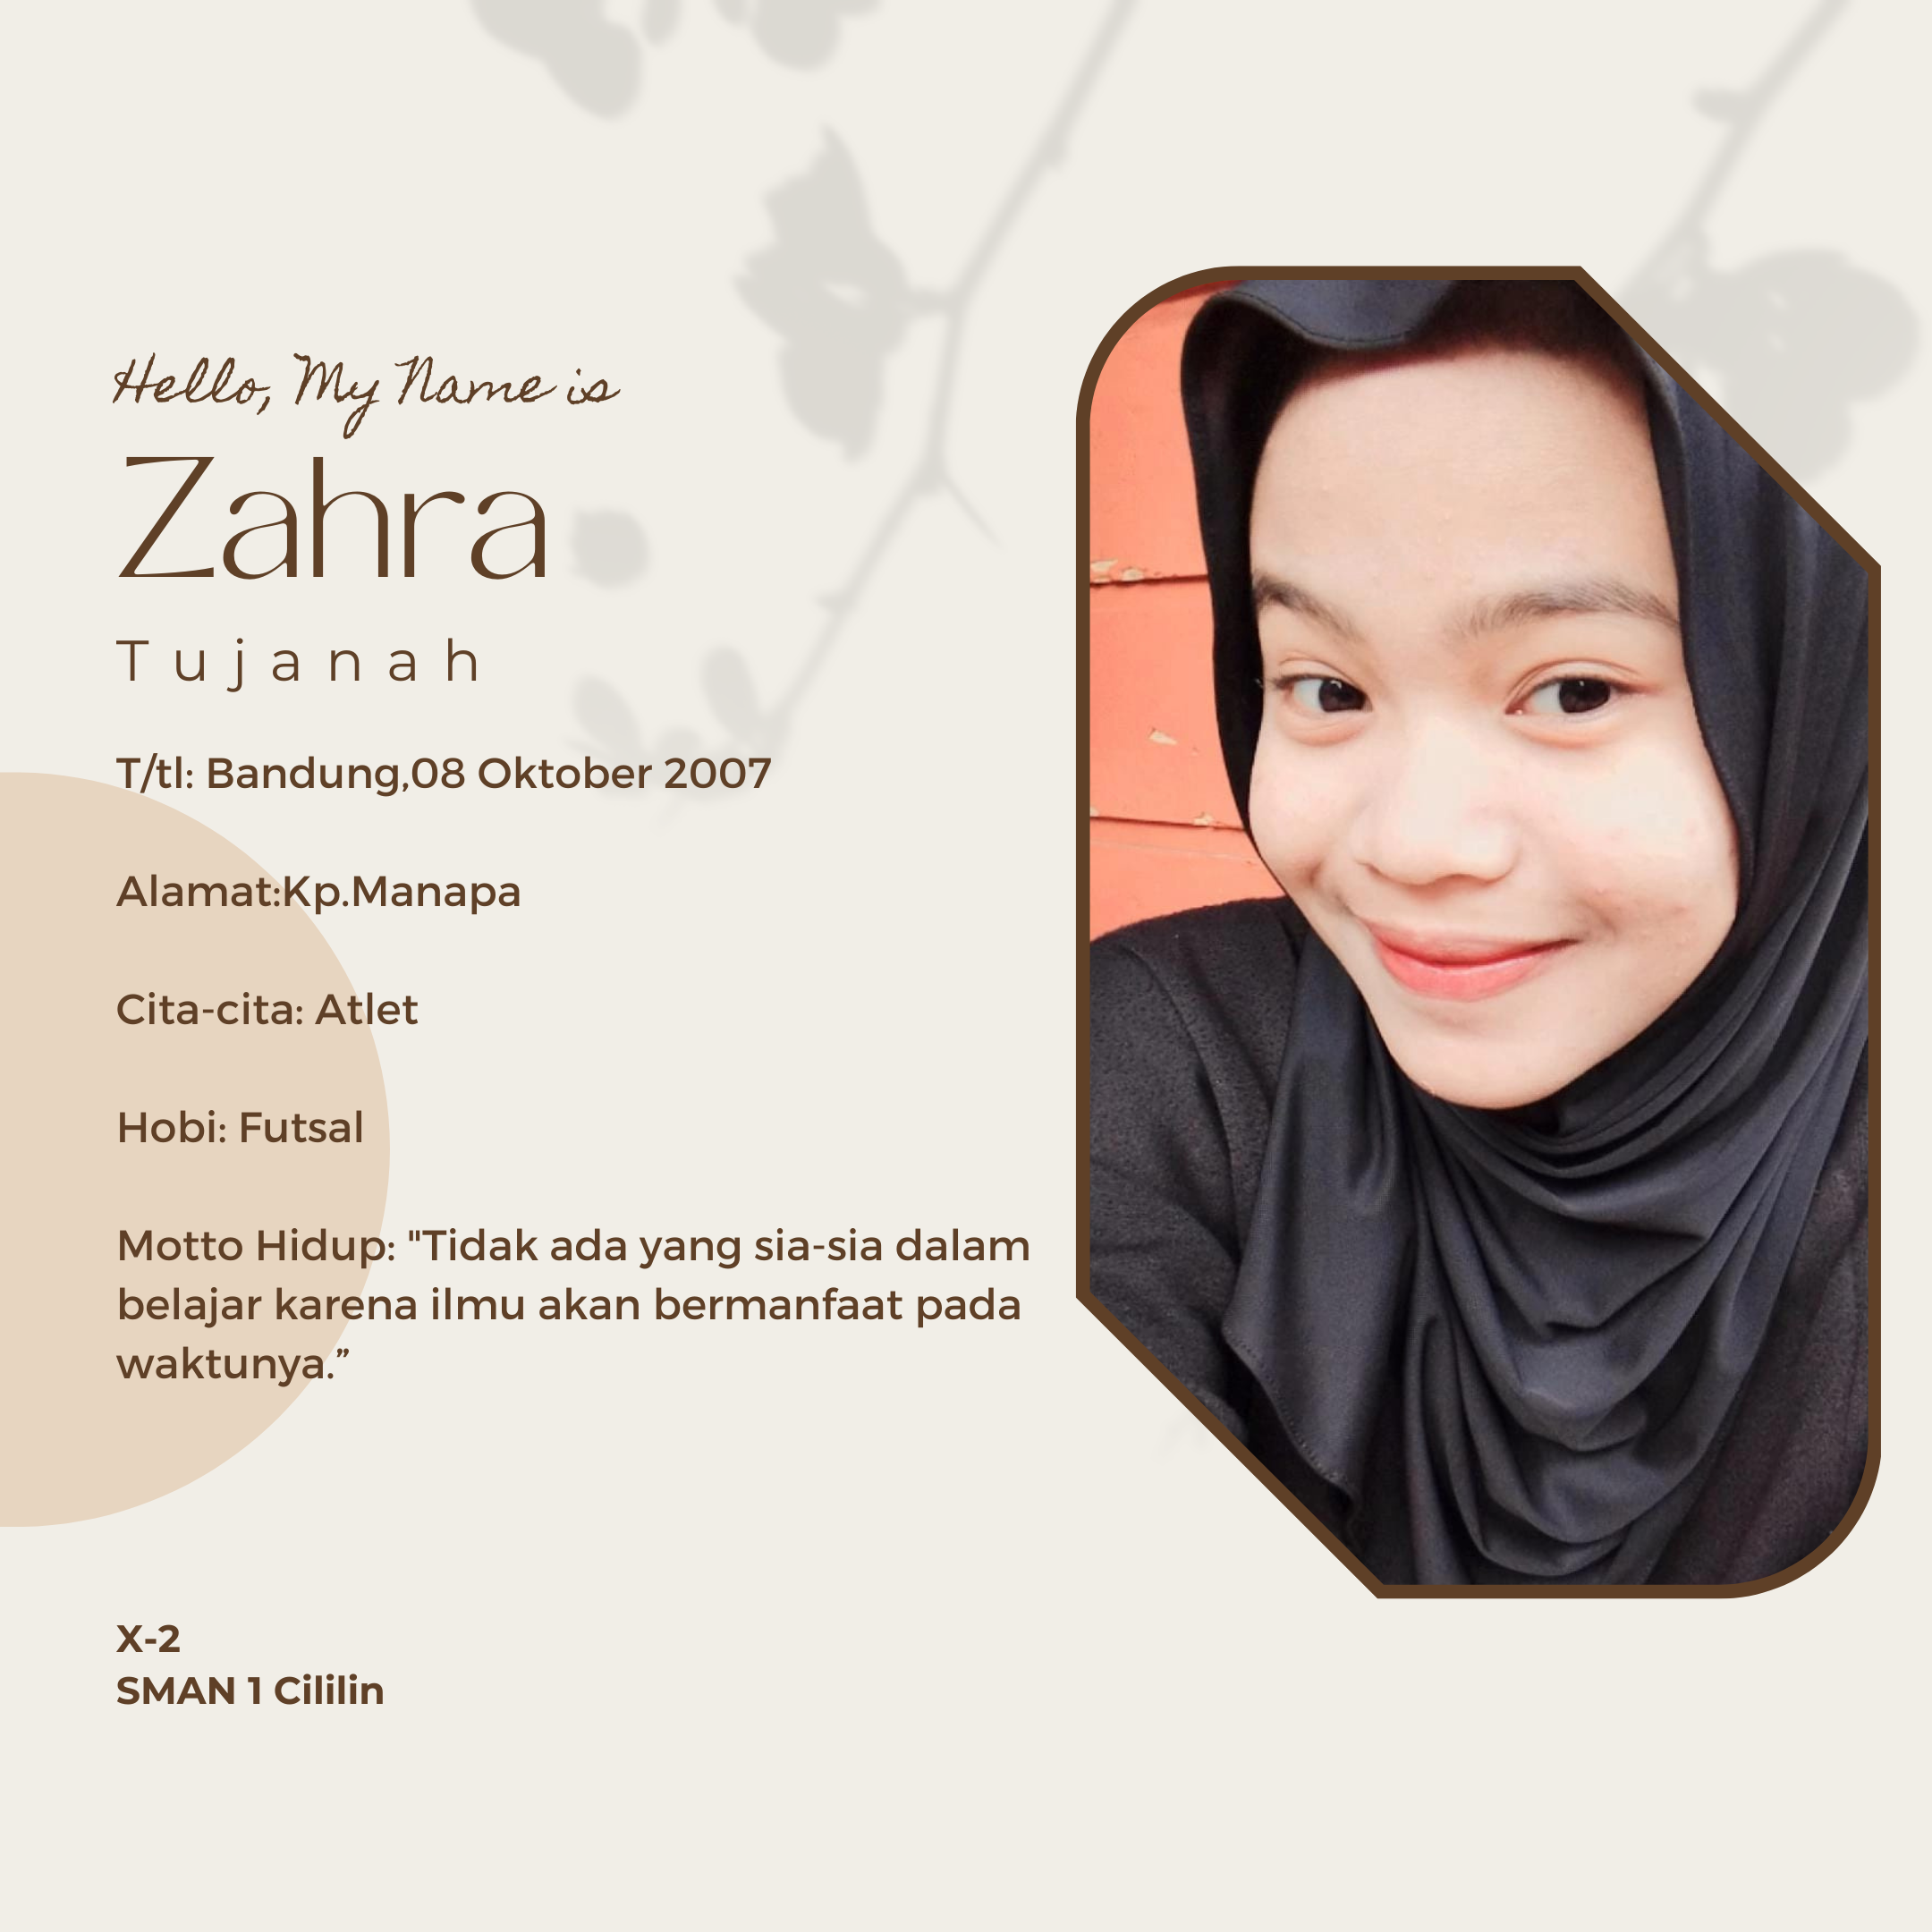 Hello, My Name is
Zahra
Tujanah
T/tl: Bandung,08 Oktober 2007
Alamat:Kp.Manapa
Cita-cita: Atlet
Hobi: Futsal
Motto Hidup: "Tidak ada yang sia-sia dalam
belajar karena ilmu akan bermanfaat pada
waktunya.”
X-2
SMAN 1 Cililin